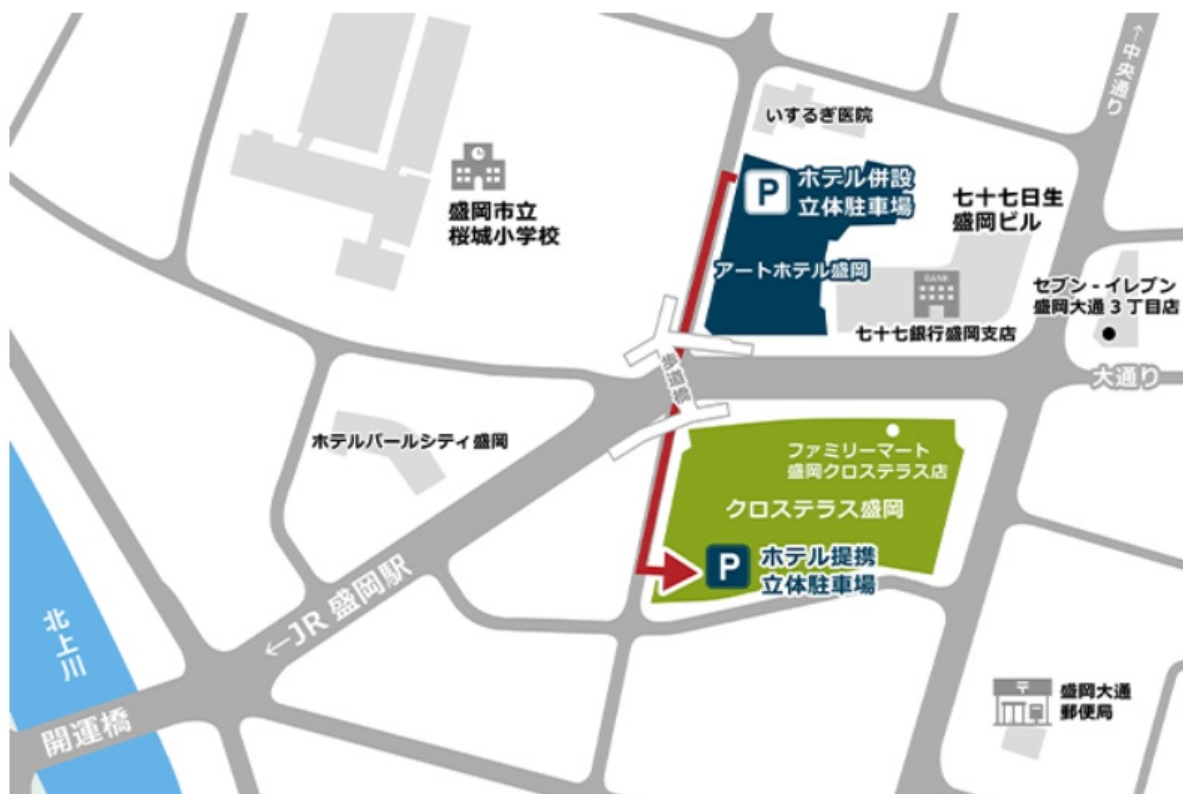 ↑中央通り
いするぎ医院
P
ホテル併設
立体駐車場
盛岡市立
桜城小学校
七十七日生
盛岡ビル
アートホテル盛岡
BANK
セブン-イレブン
盛岡大通3丁目店
七十七銀行盛岡支店
歩道橋
大通り
ホテルパールシティ盛岡
ファミリーマート
盛岡クロステラス店
クロステラス盛岡
P
ホテル提携
立体駐車場
←JR 盛岡駅
北上川
開運橋
〒
盛岡大通
郵便局